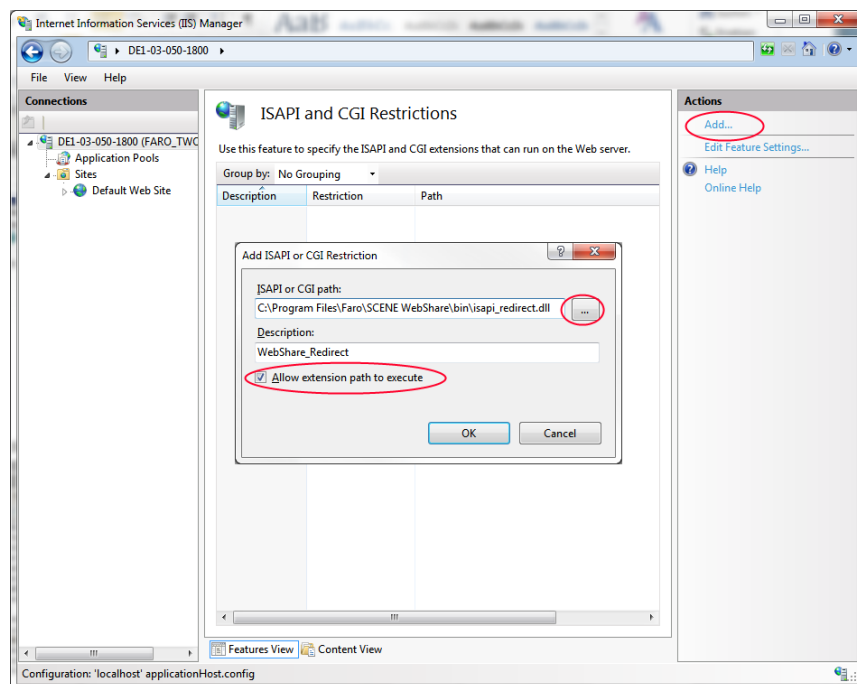 Internet Information Services (IIS) Manager
DE1-03-050-1800
File View Help
Connections
DE1-03-050-1800 (FARO_TWO
Application Pools
Sites
Default Web Site
ISAPI and CGI Restrictions
Use this feature to specify the ISAPI and CGI extensions that can run on the Web server.
Group by: No Grouping
Description Restriction Path
Add ISAPI or CGI Restriction
ISAPI or CGI path:
C:\Program Files\Faro\SCENE WebShare\bin\isapi_redirect.dll ...
Description:
WebShare_Redirect
Allow extension path to execute
OK Cancel
Features View Content View
Actions
Add...
Edit Feature Settings...
Help
Online Help
Configuration: 'localhost' applicationHost.config